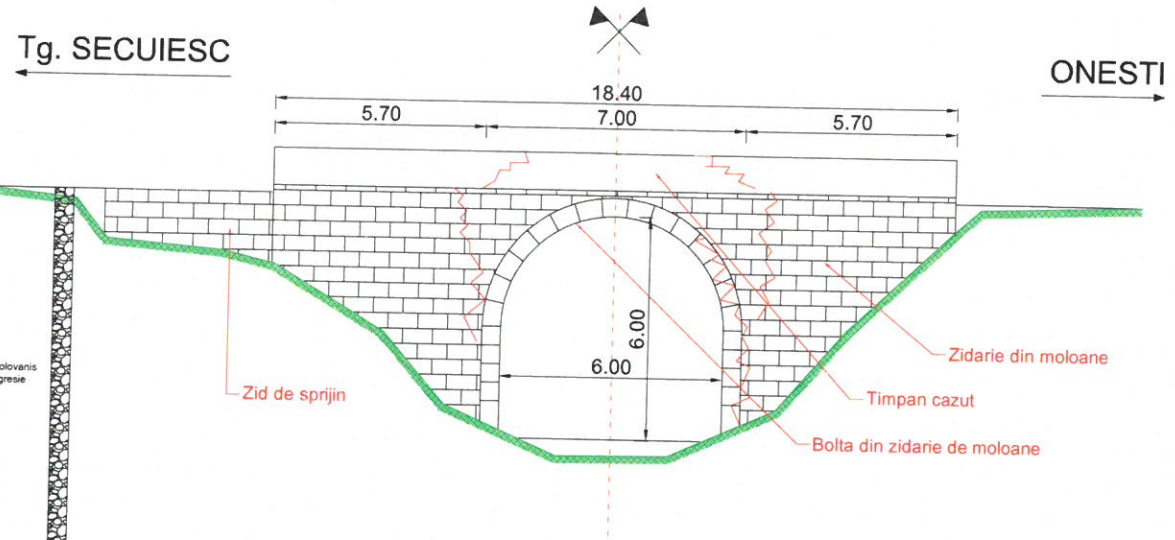 Tg. SECUIESC
ONESTI
18.40
5.70
7.00
5.70
6.00
6.00
olovanis
gresie
Zid de sprijin
Zidarie din moloane
Timpan cazut
Bolta din zidarie de moloane